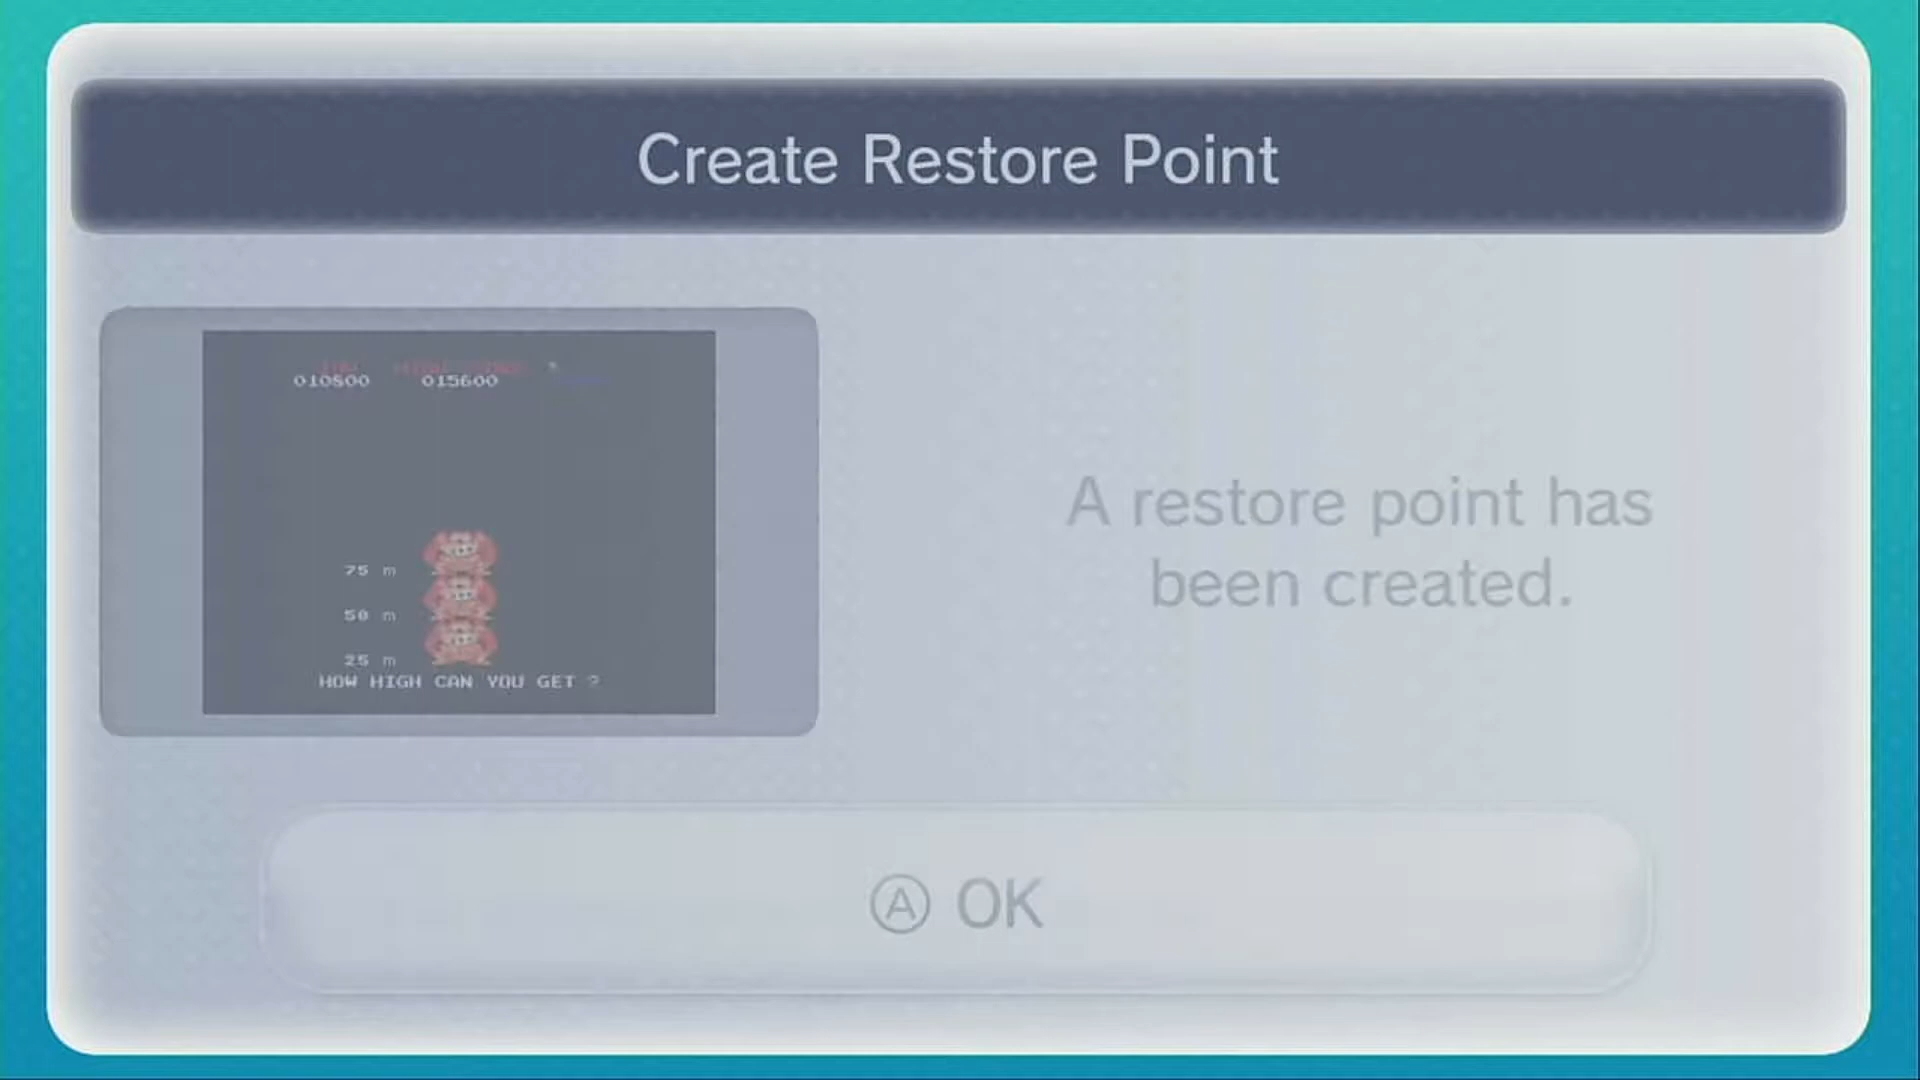 Create Restore Point
010800 015600
75 m
50 m
25 m
HOW HIGH CAN YOU GET ?
A restore point has
been created.
Ⓐ OK